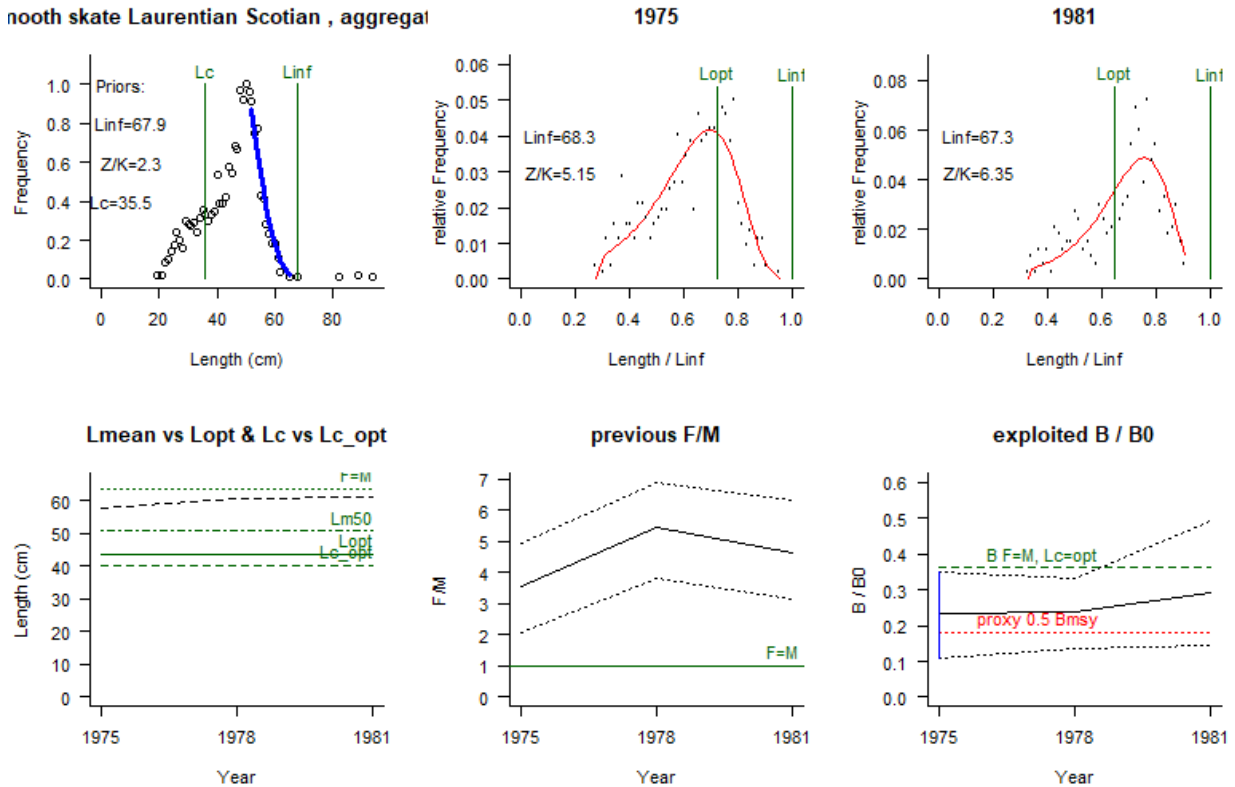 nooth skate Laurentian Scotian , aggregat
Frequency
1.0
0.8
0.6
0.4
0.2
0.0
Priors:
Linf=67.9
Z/K=2.3
Lc=35.5
Lc
Linf
0
20
40
60
80
Length (cm)
1975
relative Frequency
0.06
0.05
0.04
0.03
0.02
0.01
0.00
Linf=68.3
Z/K=5.15
Lopt
Linf
0.0
0.2
0.4
0.6
0.8
1.0
Length / Linf
1981
relative Frequency
0.08
0.06
0.04
0.02
0.00
Linf=67.3
Z/K=6.35
Lopt
Linf
0.0
0.2
0.4
0.6
0.8
1.0
Length / Linf
Lmean vs Lopt & Lc vs Lc_opt
Length (cm)
60
50
40
30
20
10
0
F=M
Lm50
Lopt
Lc_opt
1975
1978
1981
Year
previous F/M
F/M
7
6
5
4
3
2
1
0
F=M
1975
1978
1981
Year
exploited B / B0
B / B0
0.6
0.5
0.4
0.3
0.2
0.1
0.0
B F=M, Lc=opt
proxy 0.5 Bmsy
1975
1978
1981
Year